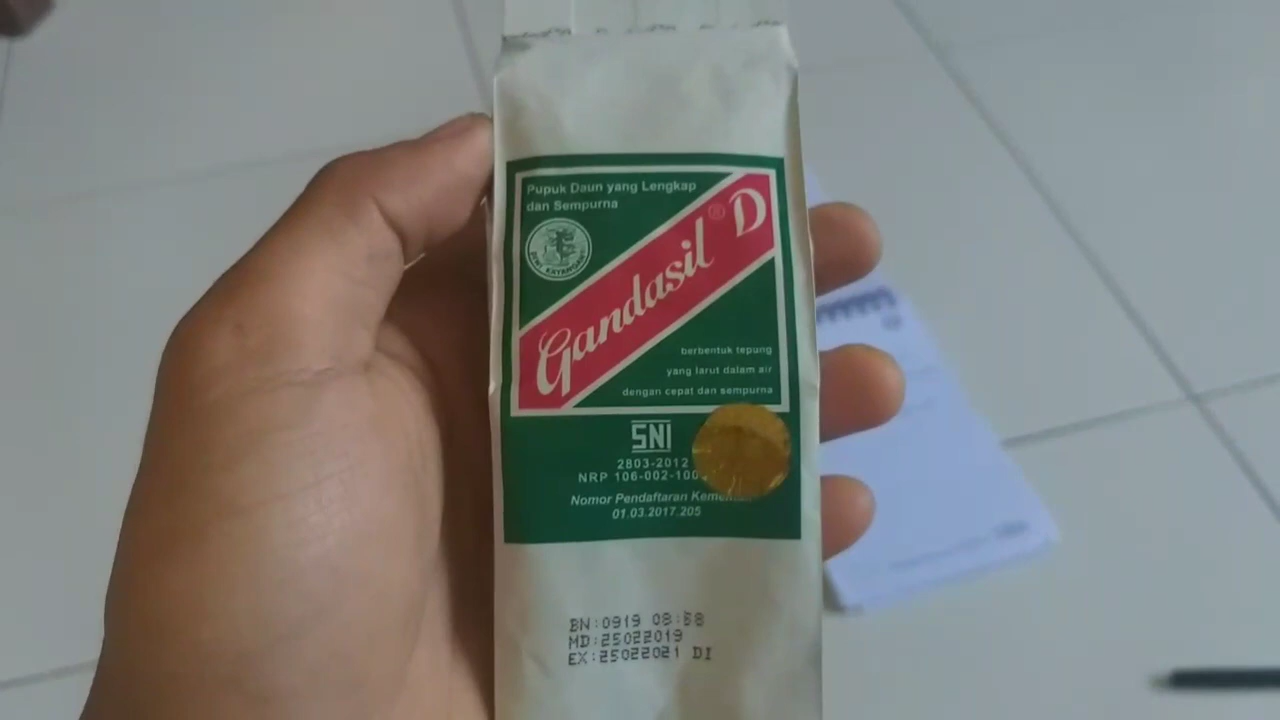 Pupuk Daun yang Lengkap
dan Sempurna
DEWI KAYANGAN
Gandasil® D
berbentuk tepung
yang larut dalam air
dengan cepat dan sempurna
SNI
2803-2012
NRP 106-002-100
Nomor Pendaftaran
01.03.2017.205
BN:0919 08:58
MD:25022019
EX:25022021 DI